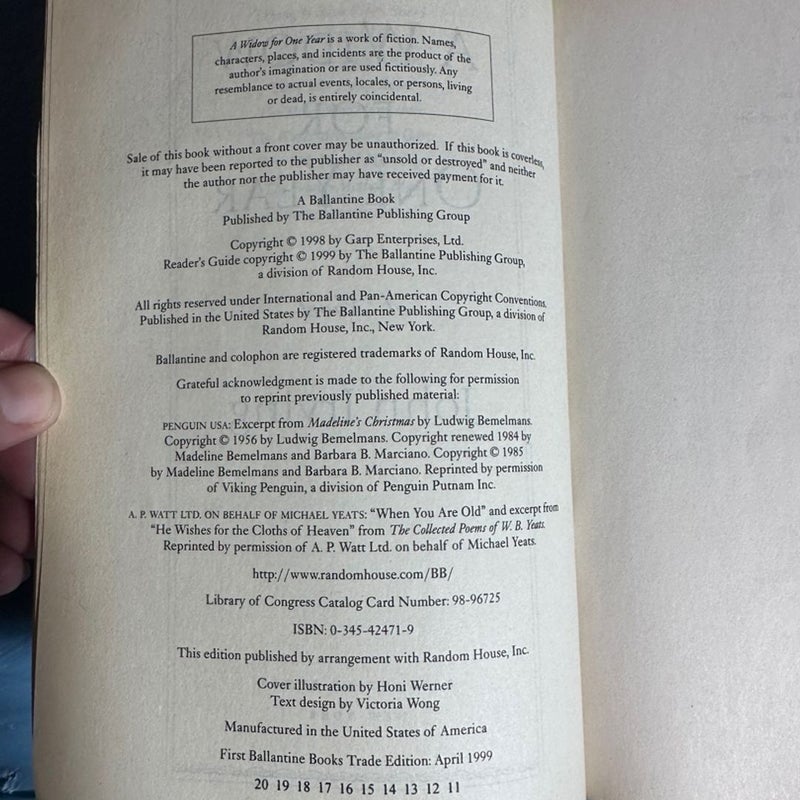 A Widow for One Year is a work of fiction. Names,
characters, places, and incidents are the product of the
author's imagination or are used fictitiously. Any
resemblance to actual events, locales, or persons, living
or dead, is entirely coincidental.
Sale of this book without a front cover may be unauthorized. If this book is coverless,
it may have been reported to the publisher as "unsold or destroyed" and neither
the author nor the publisher may have received payment for it.
A Ballantine Book
Published by The Ballantine Publishing Group
Copyright © 1998 by Garp Enterprises, Ltd.
Reader's Guide copyright © 1999 by The Ballantine Publishing Group,
a division of Random House, Inc.
All rights reserved under International and Pan-American Copyright Conventions.
Published in the United States by The Ballantine Publishing Group, a division of
Random House, Inc., New York.
Ballantine and colophon are registered trademarks of Random House, Inc.
Grateful acknowledgment is made to the following for permission
to reprint previously published material:
PENGUIN USA: Excerpt from Madeline's Christmas by Ludwig Bemelmans.
Copyright © 1956 by Ludwig Bemelmans. Copyright renewed 1984 by
Madeline Bemelmans and Barbara B. Marciano. Copyright © 1985
by Madeline Bemelmans and Barbara B. Marciano. Reprinted by permission
of Viking Penguin, a division of Penguin Putnam Inc.
A. P. WATT LTD. ON BEHALF OF MICHAEL YEATS: "When You Are Old" and excerpt from
"He Wishes for the Cloths of Heaven" from The Collected Poems of W. B. Yeats.
Reprinted by permission of A. P. Watt Ltd. on behalf of Michael Yeats.
http://www.randomhouse.com/BB/
Library of Congress Catalog Card Number: 98-96725
ISBN: 0-345-42471-9
This edition published by arrangement with Random House, Inc.
Cover illustration by Honi Werner
Text design by Victoria Wong
Manufactured in the United States of America
First Ballantine Books Trade Edition: April 1999
20 19 18 17 16 15 14 13 12 11